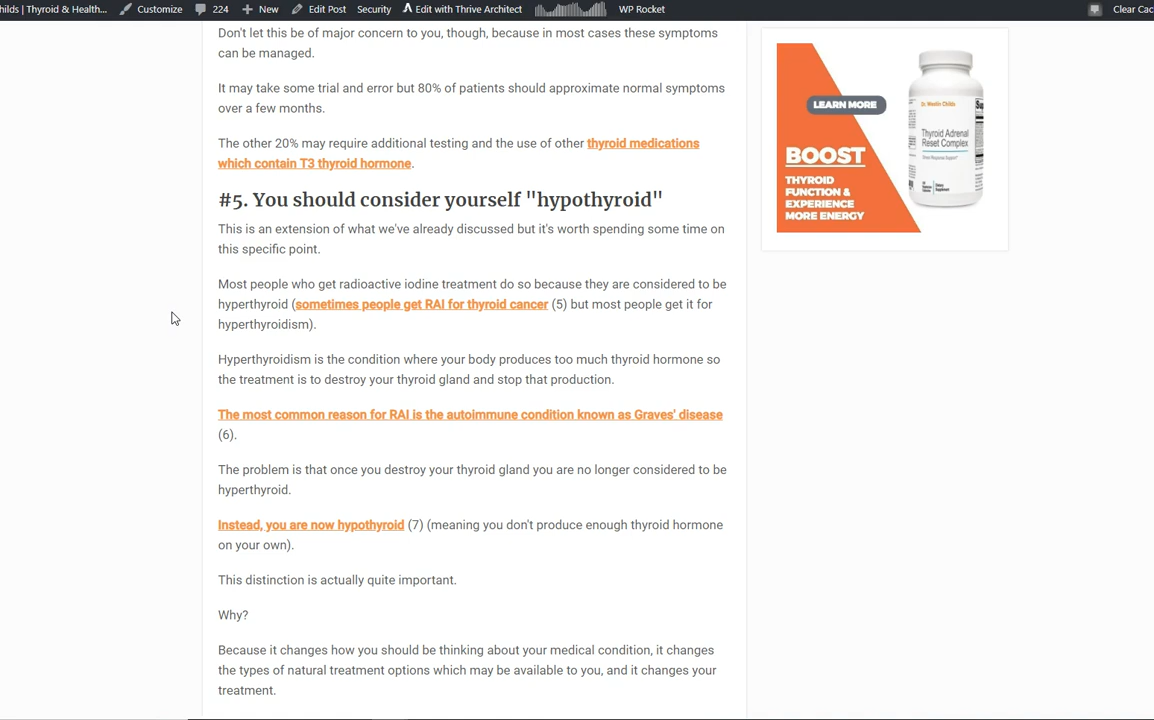 hilds | Thyroid & Health... Customize 224 New Edit Post Security Edit with Thrive Architect WP Rocket Clear Cac
Don't let this be of major concern to you, though, because in most cases these symptoms
can be managed.
It may take some trial and error but 80% of patients should approximate normal symptoms
over a few months.
The other 20% may require additional testing and the use of other thyroid medications
which contain T3 thyroid hormone.
#5. You should consider yourself "hypothyroid"
This is an extension of what we've already discussed but it's worth spending some time on
this specific point.
Most people who get radioactive iodine treatment do so because they are considered to be
hyperthyroid (sometimes people get RAI for thyroid cancer (5) but most people get it for
hyperthyroidism).
Hyperthyroidism is the condition where your body produces too much thyroid hormone so
the treatment is to destroy your thyroid gland and stop that production.
The most common reason for RAI is the autoimmune condition known as Graves' disease
(6).
The problem is that once you destroy your thyroid gland you are no longer considered to be
hyperthyroid.
Instead, you are now hypothyroid (7) (meaning you don't produce enough thyroid hormone
on your own).
This distinction is actually quite important.
Why?
Because it changes how you should be thinking about your medical condition, it changes
the types of natural treatment options which may be available to you, and it changes your
treatment.
LEARN MORE
BOOST
THYROID
FUNCTION &
EXPERIENCE
MORE ENERGY
Dr. Westin Childs
Thyroid Adrenal
Reset Complex